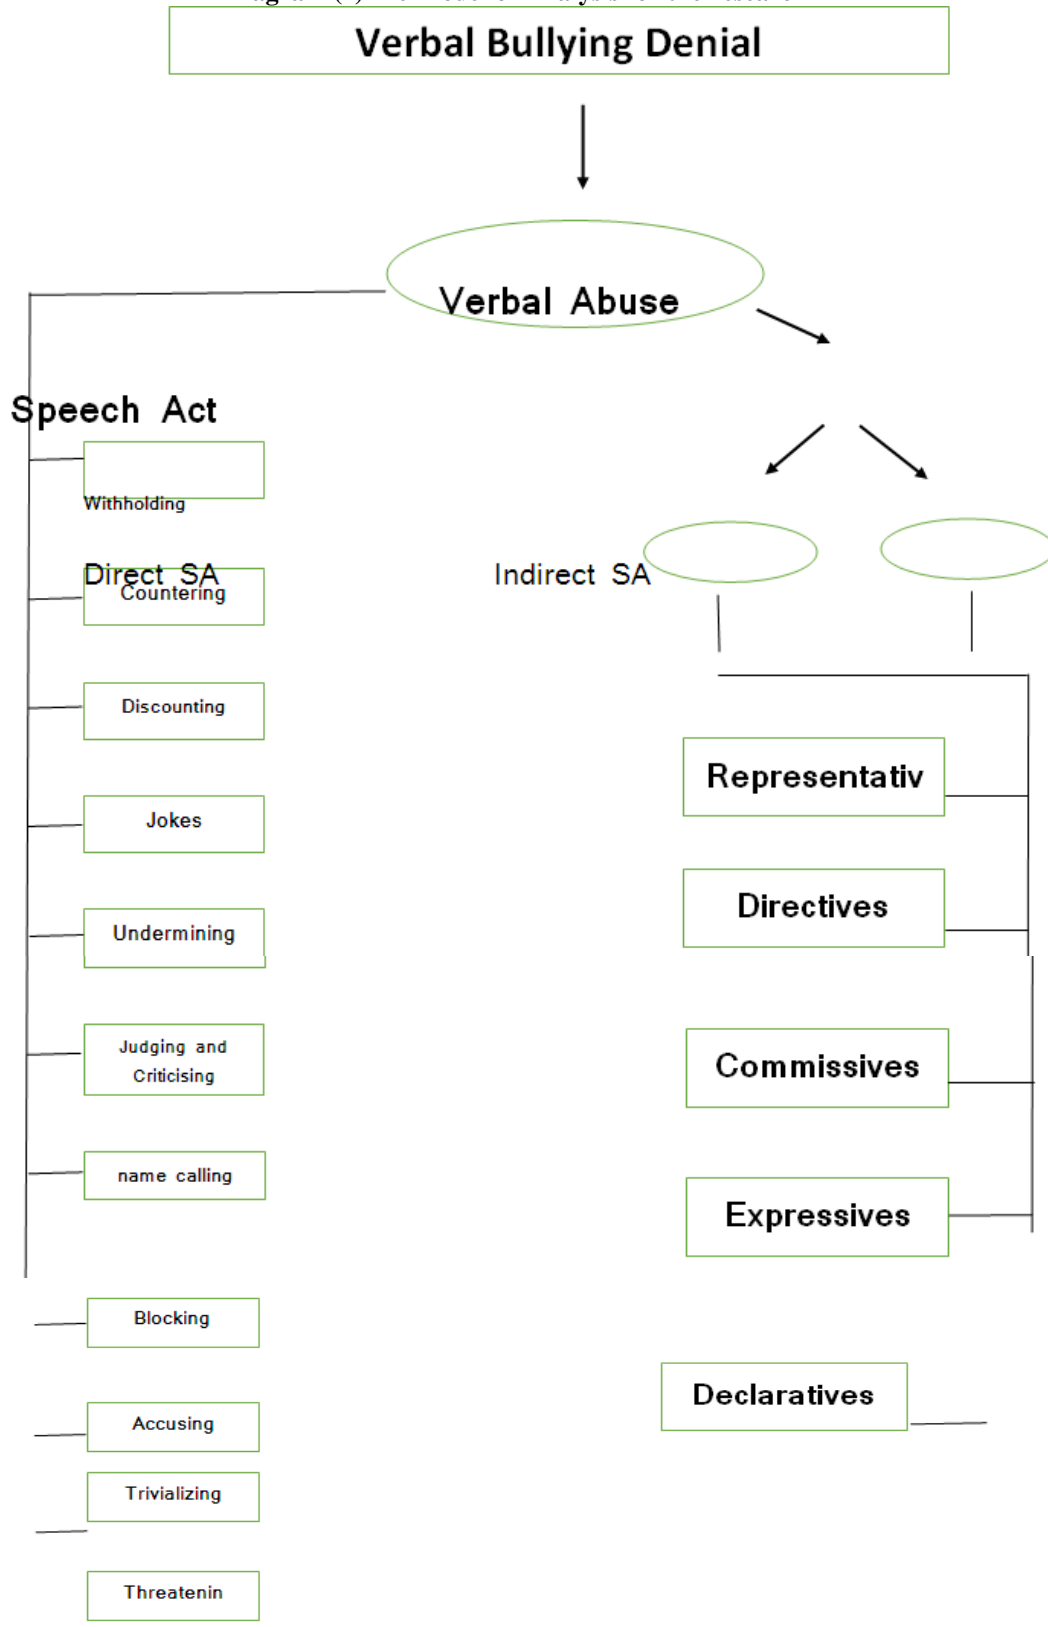 Verbal Bullying Denial
Verbal Abuse
Speech Act
Withholding
Direct SA
Indirect SA
Countering
Discounting
Jokes
Undermining
Judging and
Criticising
name calling
Blocking
Accusing
Trivializing
Threatenin
Representativ
Directives
Commissives
Expressives
Declaratives